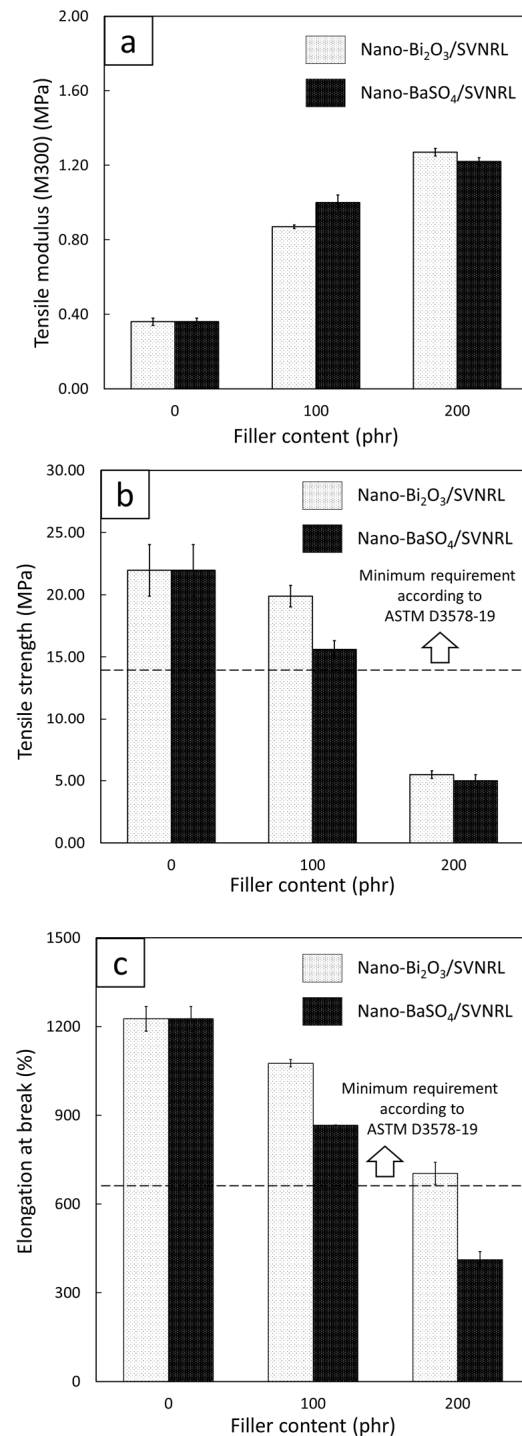 a
2.00
1.60
1.20
0.80
0.40
0.00
Tensile modulus (M300) (MPa)
Nano-Bi₂O₃/SVNRL
Nano-BaSO₄/SVNRL
0
100
200
Filler content (phr)
b
30.00
25.00
20.00
15.00
10.00
5.00
0.00
Tensile strength (MPa)
Nano-Bi₂O₃/SVNRL
Nano-BaSO₄/SVNRL
Minimum requirement
according to
ASTM D3578-19
0
100
200
Filler content (phr)
c
1500
1200
900
600
300
0
Elongation at break (%)
Nano-Bi₂O₃/SVNRL
Nano-BaSO₄/SVNRL
Minimum requirement
according to
ASTM D3578-19
0
100
200
Filler content (phr)